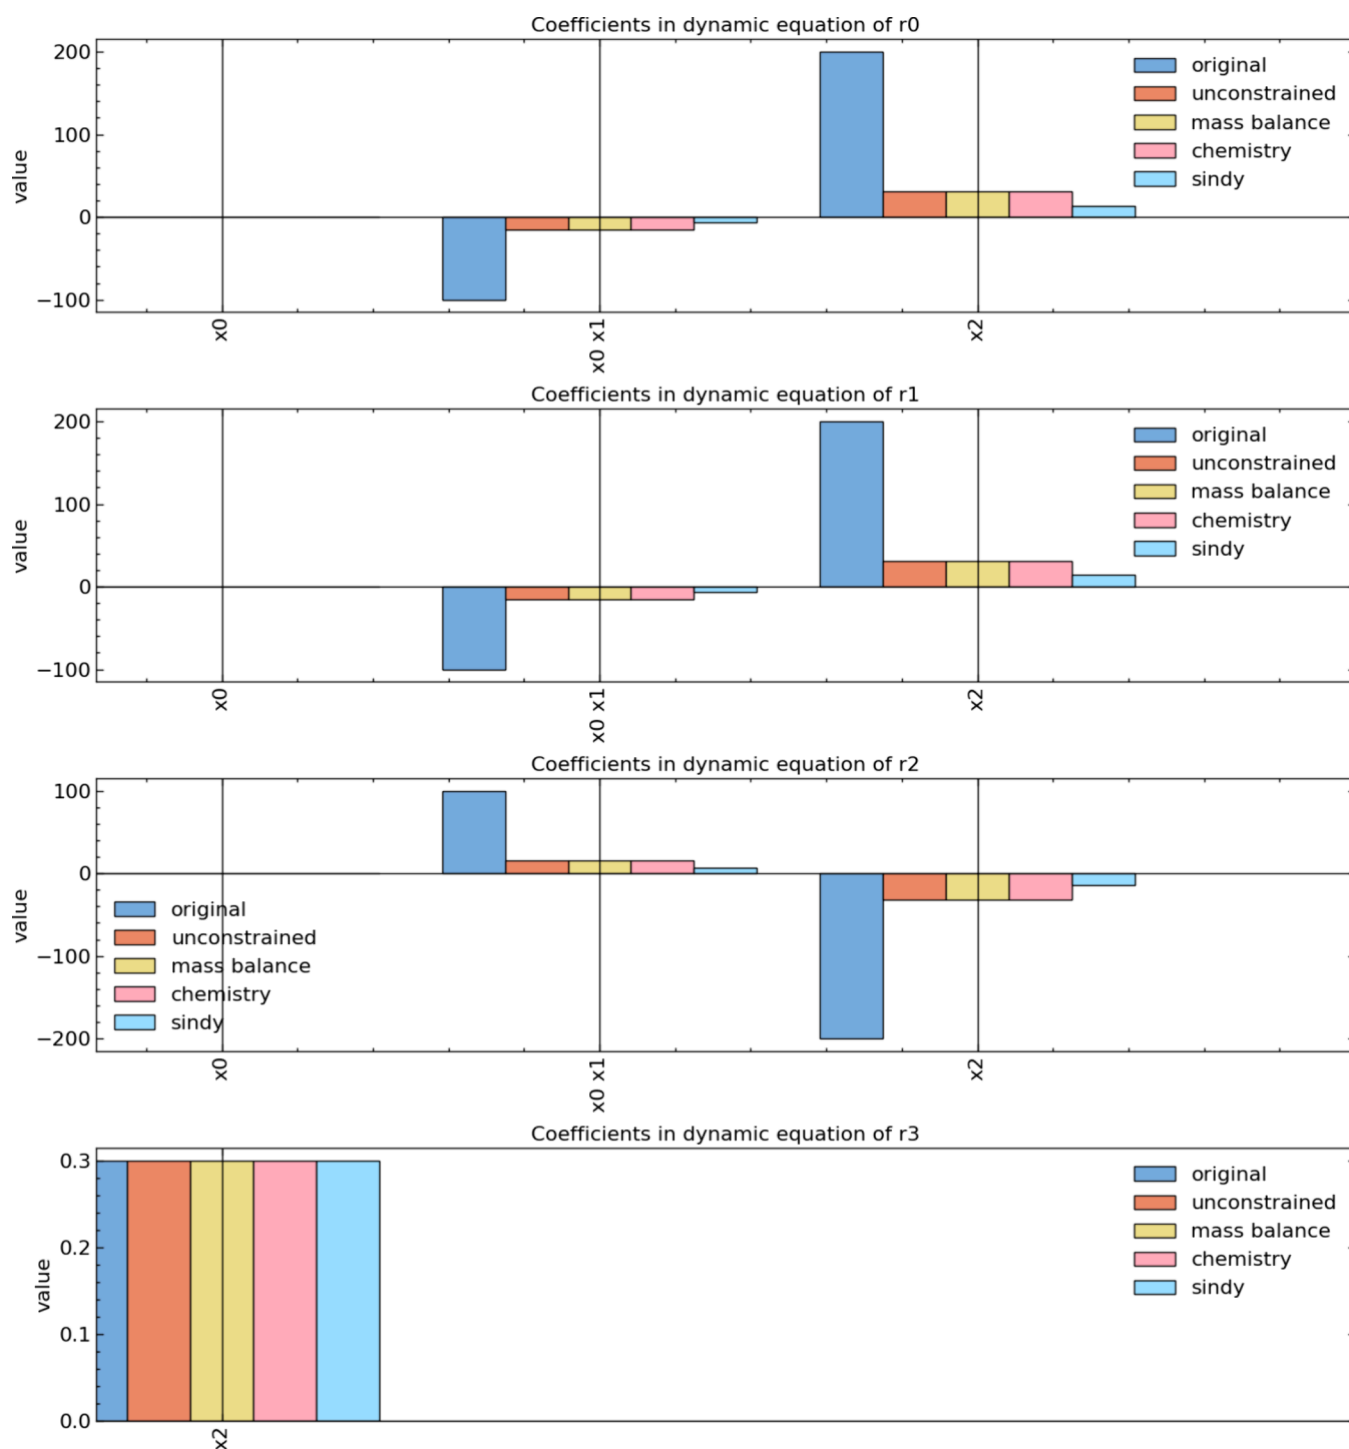 Coefficients in dynamic equation of r0
value
200
100
0
−100
original
unconstrained
mass balance
chemistry
sindy
x0
x0 x1
x2
Coefficients in dynamic equation of r1
value
200
100
0
−100
original
unconstrained
mass balance
chemistry
sindy
x0
x0 x1
x2
Coefficients in dynamic equation of r2
value
100
0
−100
−200
original
unconstrained
mass balance
chemistry
sindy
x0
x0 x1
x2
Coefficients in dynamic equation of r3
value
0.3
0.2
0.1
0.0
original
unconstrained
mass balance
chemistry
sindy
x2